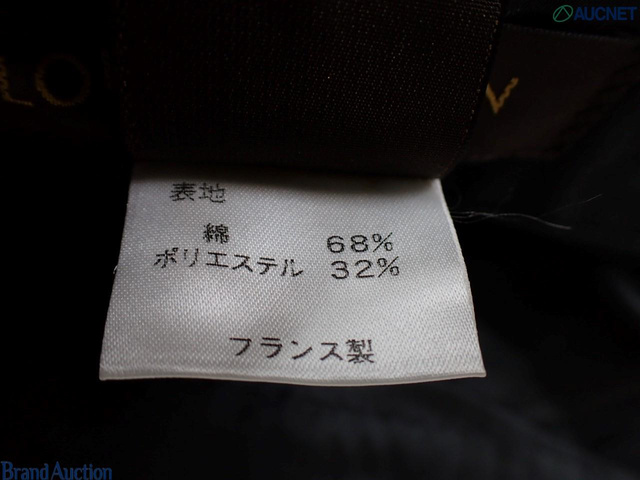 AUCNET
LO
表地
綿 68%
ポリエステル 32%
フランス製
Brand Auction